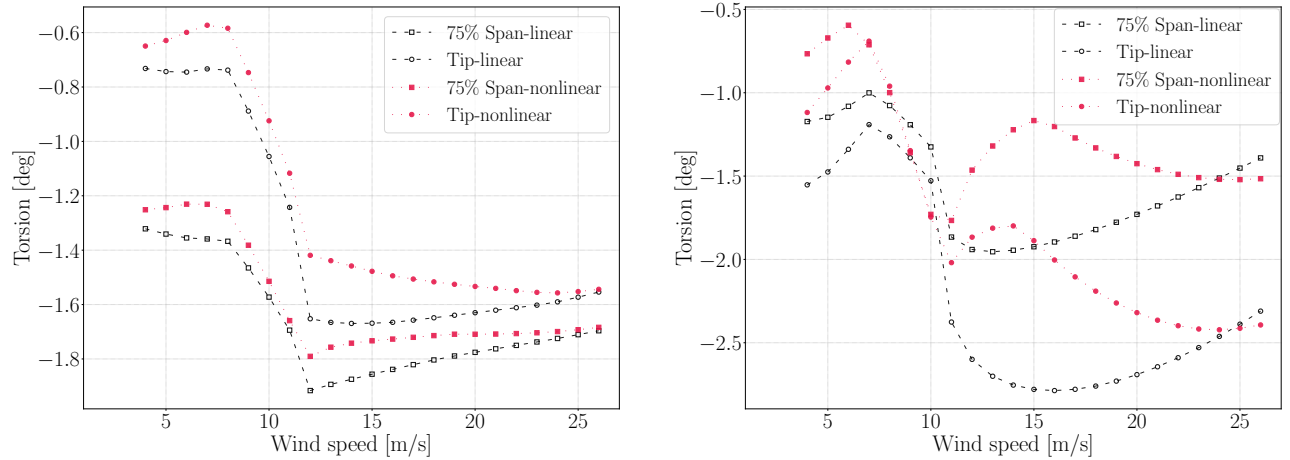 −0.6
−0.8
−1.0
−1.2
−1.4
−1.6
−1.8
Torsion [deg]
5
10
15
20
25
Wind speed [m/s]
75% Span-linear
Tip-linear
75% Span-nonlinear
Tip-nonlinear
−0.5
−1.0
−1.5
−2.0
−2.5
−3.0
Torsion [deg]
5
10
15
20
25
Wind speed [m/s]
75% Span-linear
Tip-linear
75% Span-nonlinear
Tip-nonlinear